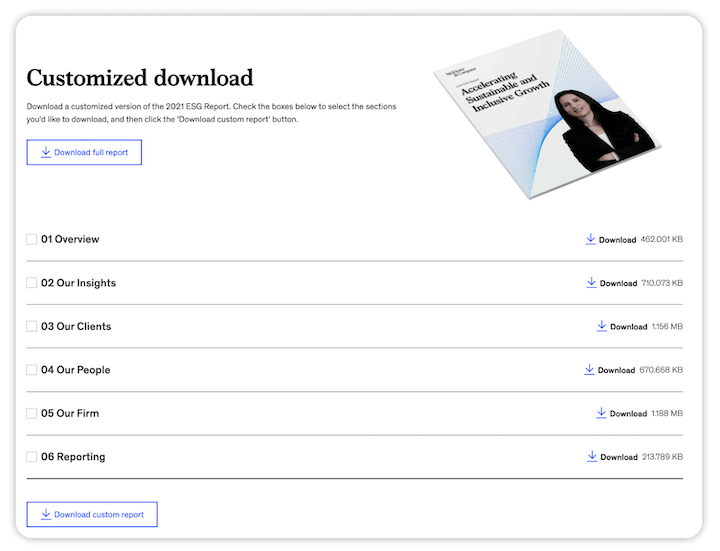 McKinsey
& Company
Accelerating
Sustainable and
Inclusive Growth
Customized download
Download a customized version of the 2021 ESG Report. Check the boxes below to select the sections
you'd like to download, and then click the 'Download custom report' button.
Download full report
01 Overview Download 462.001 KB
02 Our Insights Download 710.073 KB
03 Our Clients Download 1.156 MB
04 Our People Download 670.668 KB
05 Our Firm Download 1.188 MB
06 Reporting Download 213.789 KB
Download custom report